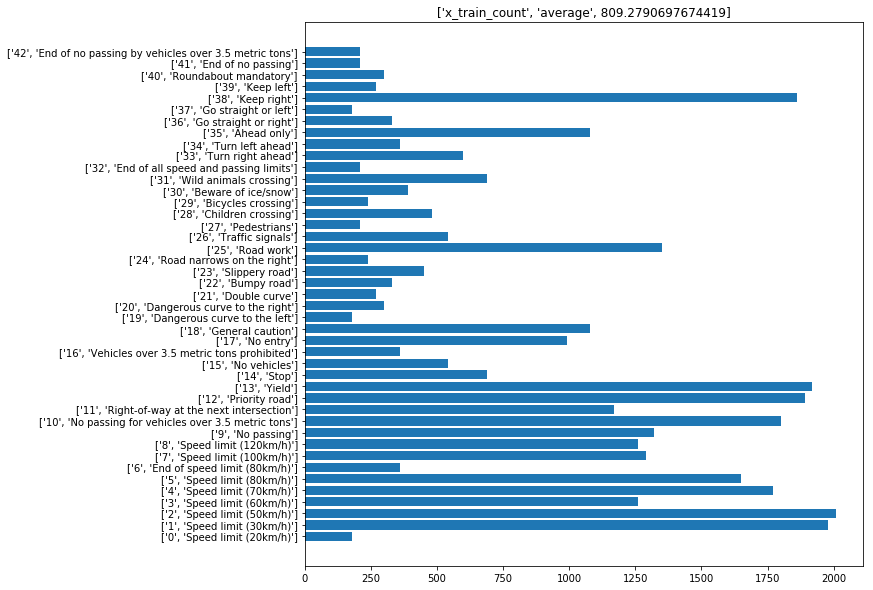 ['x_train_count', 'average', 809.2790697674419]
['42', 'End of no passing by vehicles over 3.5 metric tons']
['41', 'End of no passing']
['40', 'Roundabout mandatory']
['39', 'Keep left']
['38', 'Keep right']
['37', 'Go straight or left']
['36', 'Go straight or right']
['35', 'Ahead only']
['34', 'Turn left ahead']
['33', 'Turn right ahead']
['32', 'End of all speed and passing limits']
['31', 'Wild animals crossing']
['30', 'Beware of ice/snow']
['29', 'Bicycles crossing']
['28', 'Children crossing']
['27', 'Pedestrians']
['26', 'Traffic signals']
['25', 'Road work']
['24', 'Road narrows on the right']
['23', 'Slippery road']
['22', 'Bumpy road']
['21', 'Double curve']
['20', 'Dangerous curve to the right']
['19', 'Dangerous curve to the left']
['18', 'General caution']
['17', 'No entry']
['16', 'Vehicles over 3.5 metric tons prohibited']
['15', 'No vehicles']
['14', 'Stop']
['13', 'Yield']
['12', 'Priority road']
['11', 'Right-of-way at the next intersection']
['10', 'No passing for vehicles over 3.5 metric tons']
['9', 'No passing']
['8', 'Speed limit (120km/h)']
['7', 'Speed limit (100km/h)']
['6', 'End of speed limit (80km/h)']
['5', 'Speed limit (80km/h)']
['4', 'Speed limit (70km/h)']
['3', 'Speed limit (60km/h)']
['2', 'Speed limit (50km/h)']
['1', 'Speed limit (30km/h)']
['0', 'Speed limit (20km/h)']
0 250 500 750 1000 1250 1500 1750 2000